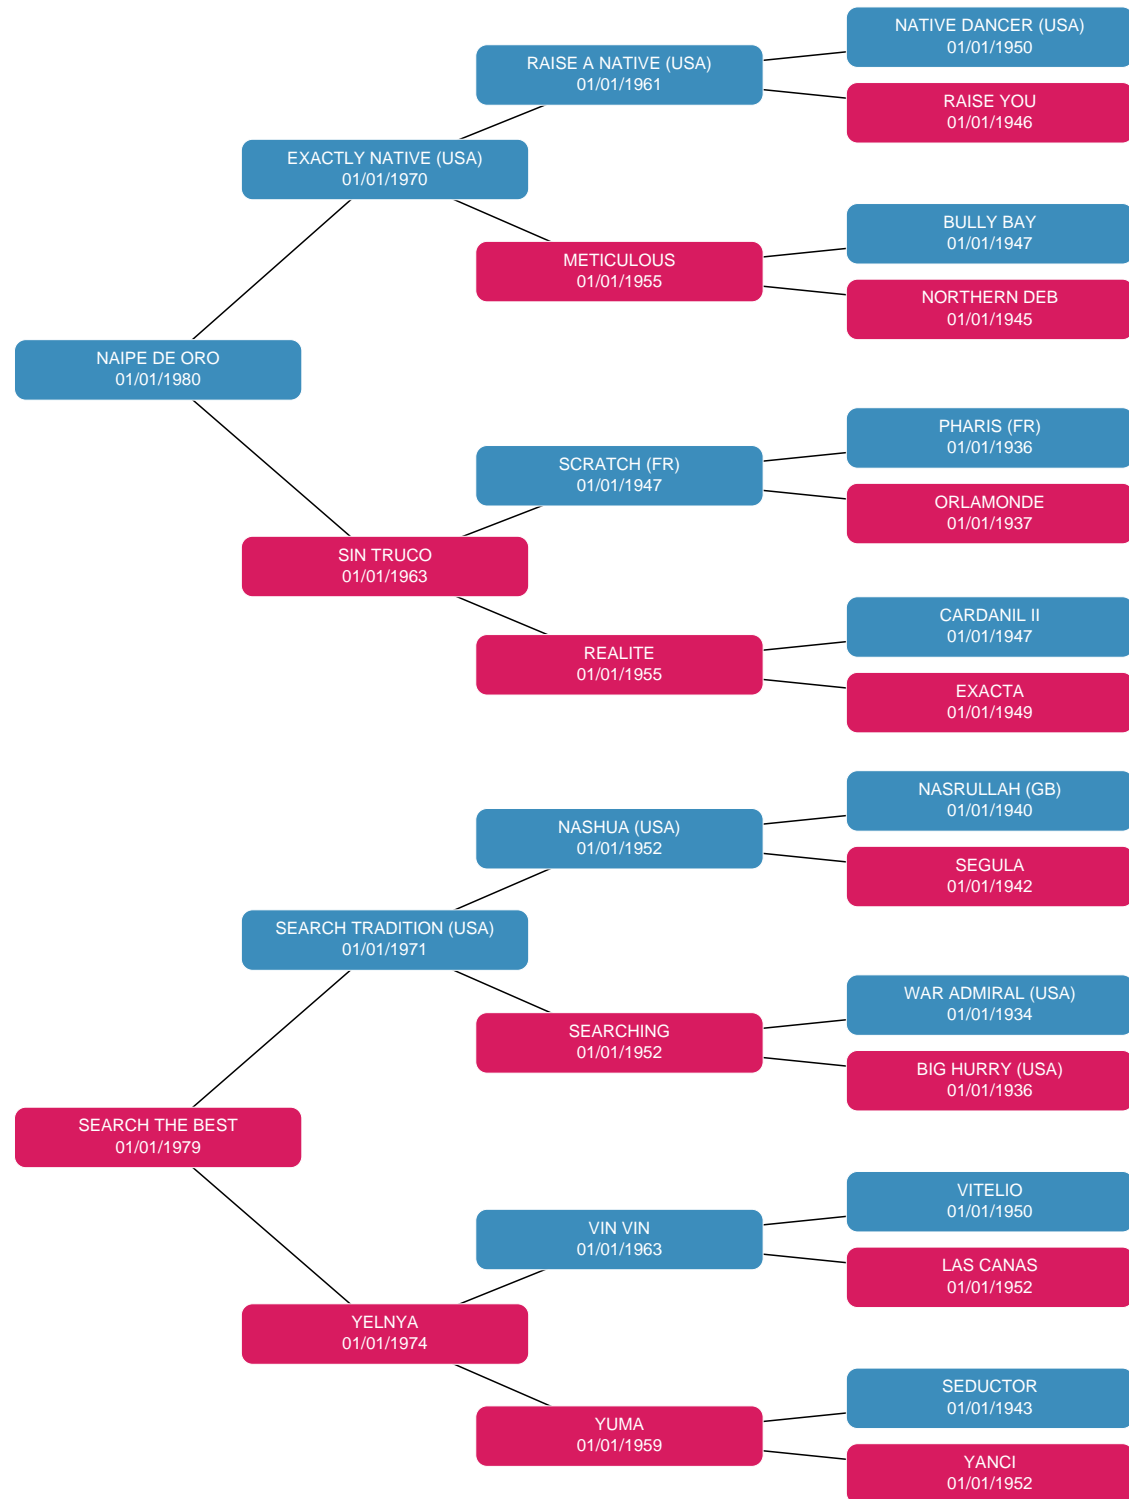 NATIVE DANCER (USA)
01/01/1950
RAISE A NATIVE (USA)
01/01/1961
RAISE YOU
01/01/1946
EXACTLY NATIVE (USA)
01/01/1970
BULLY BAY
01/01/1947
METICULOUS
01/01/1955
NORTHERN DEB
01/01/1945
NAIPE DE ORO
01/01/1980
PHARIS (FR)
01/01/1936
SCRATCH (FR)
01/01/1947
ORLAMONDE
01/01/1937
SIN TRUCO
01/01/1963
CARDANIL II
01/01/1947
REALITE
01/01/1955
EXACTA
01/01/1949
NASRULLAH (GB)
01/01/1940
NASHUA (USA)
01/01/1952
SEGULA
01/01/1942
SEARCH TRADITION (USA)
01/01/1971
WAR ADMIRAL (USA)
01/01/1934
SEARCHING
01/01/1952
BIG HURRY (USA)
01/01/1936
SEARCH THE BEST
01/01/1979
VITELIO
01/01/1950
VIN VIN
01/01/1963
LAS CANAS
01/01/1952
YELNYA
01/01/1974
SEDUCTOR
01/01/1943
YUMA
01/01/1959
YANCI
01/01/1952